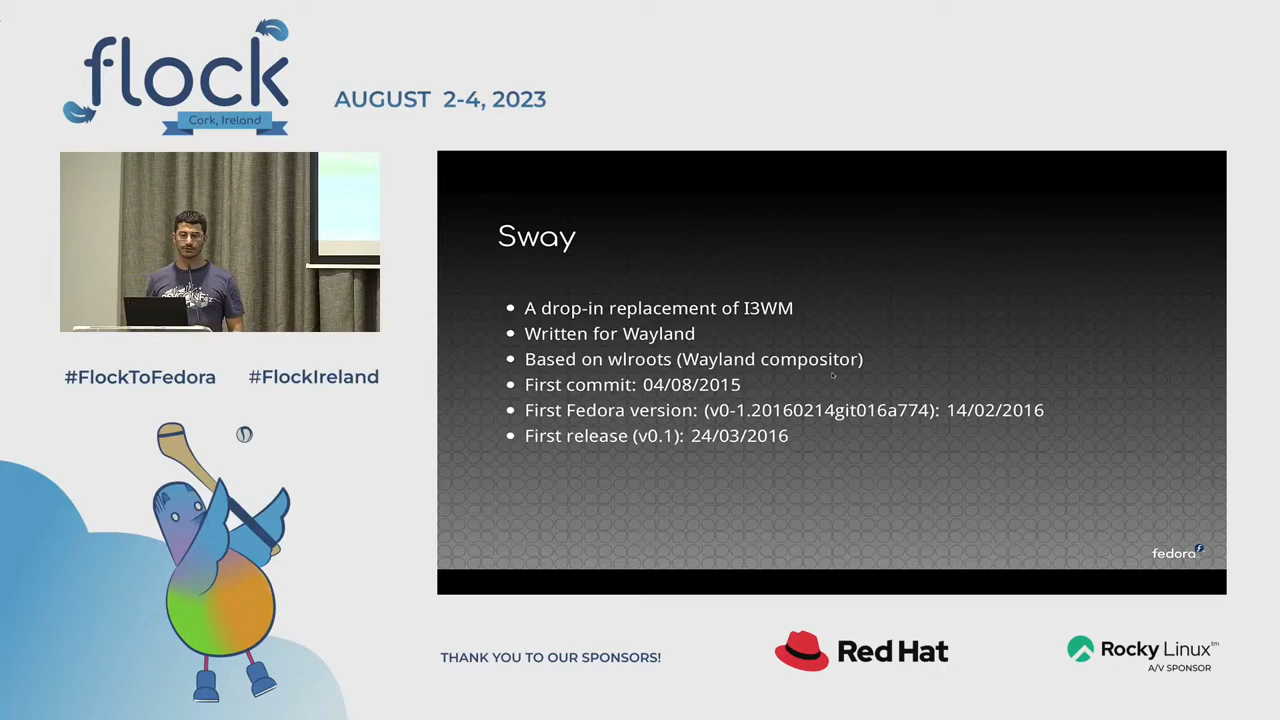 flock
Cork, Ireland
AUGUST 2-4, 2023
#FlockToFedora #FlockIreland
Sway
• A drop-in replacement of I3WM
• Written for Wayland
• Based on wlroots (Wayland compositor)
• First commit: 04/08/2015
• First Fedora version: (v0-1.20160214git016a774): 14/02/2016
• First release (v0.1): 24/03/2016
fedora
THANK YOU TO OUR SPONSORS!
Red Hat
Rocky Linux™
A/V SPONSOR